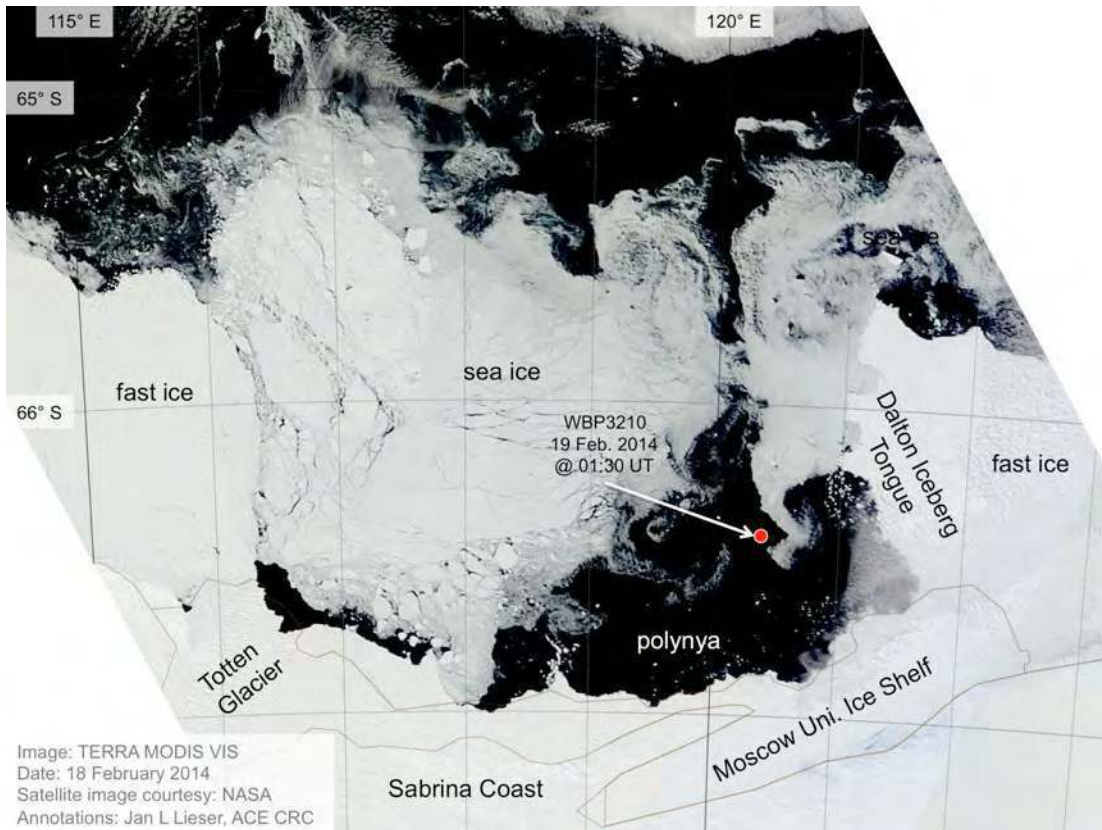 115° E
120° E
65° S
sea ice
fast ice
sea ice
66° S
WBP3210
19 Feb. 2014
@ 01:30 UT
Dalton Iceberg
Tongue
fast ice
polynya
Totten
Glacier
Moscow Uni. Ice Shelf
Sabrina Coast
Image: TERRA MODIS VIS
Date: 18 February 2014
Satellite image courtesy: NASA
Annotations: Jan L Lieser, ACE CRC